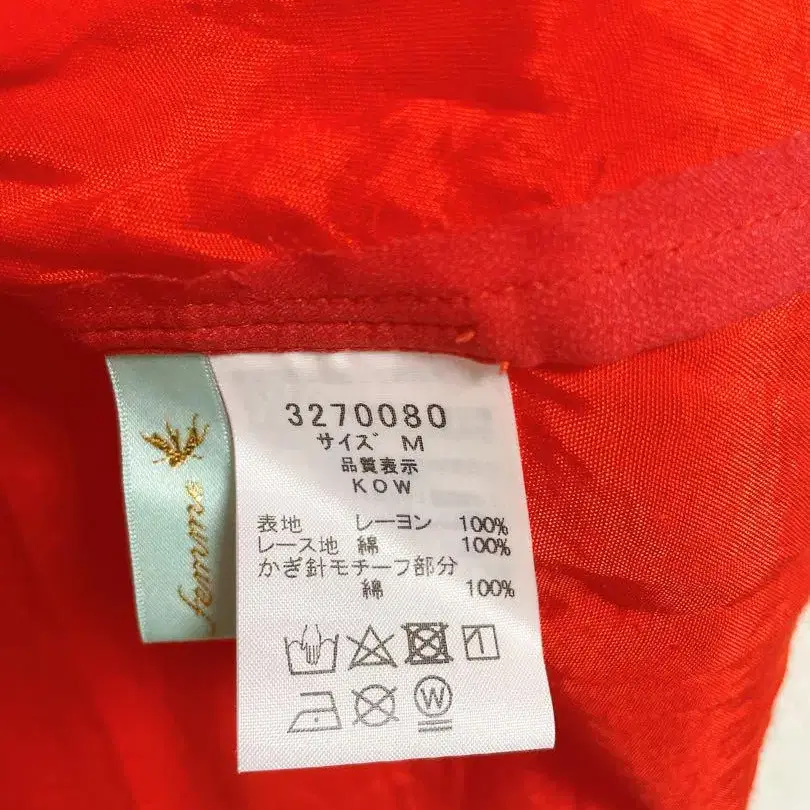 3270080
サイズ M
品質表示
KOW
表地 レーヨン 100%
レース地 綿 100%
かぎ針モチーフ部分
綿 100%
W
femme